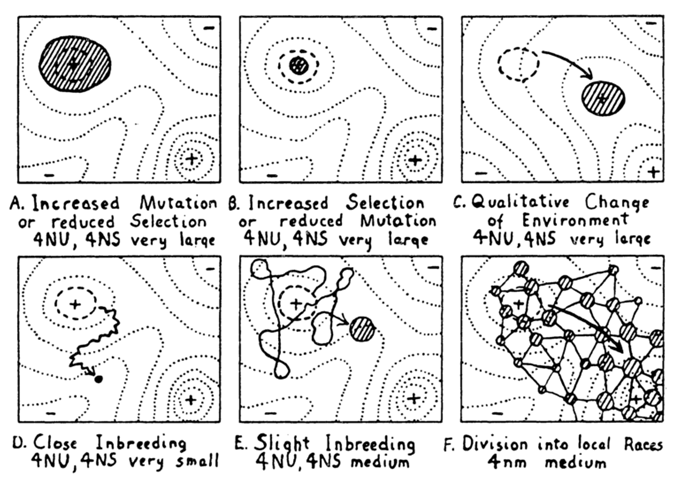 A. Increased Mutation
or reduced Selection
4NU, 4NS very large
B. Increased Selection
or reduced Mutation
4NU, 4NS very large
C. Qualitative Change
of Environment
4NU, 4NS very large
D. Close Inbreeding
4NU, 4NS very small
E. Slight Inbreeding
4NU, 4NS medium
F. Division into local Races
4nm medium